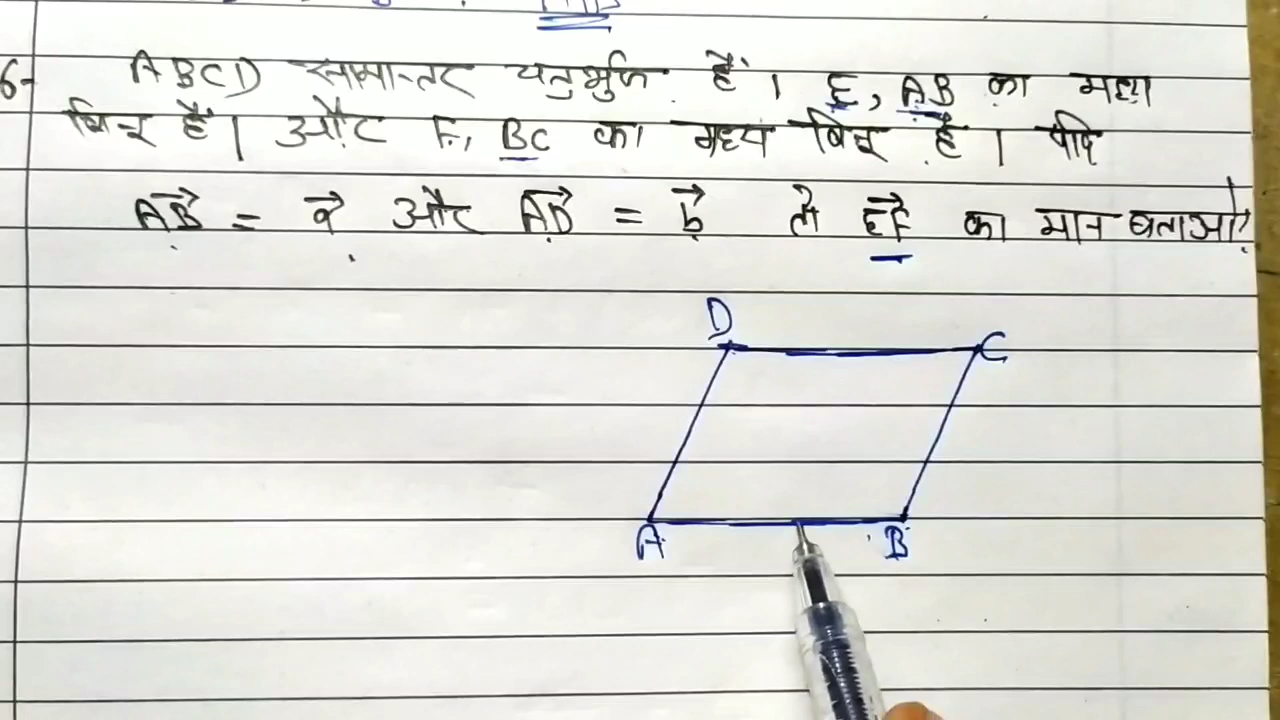 6- ABCD समान्तर चतुर्भुज हैं। E, AB का मध्य
बिन्दु हैं। और F, BC का मध्य बिन्दु है। यदि
AB⃗ = a⃗ और AD⃗ = b⃗ तो EF⃗ का मान बताओ?
D
C
A
B